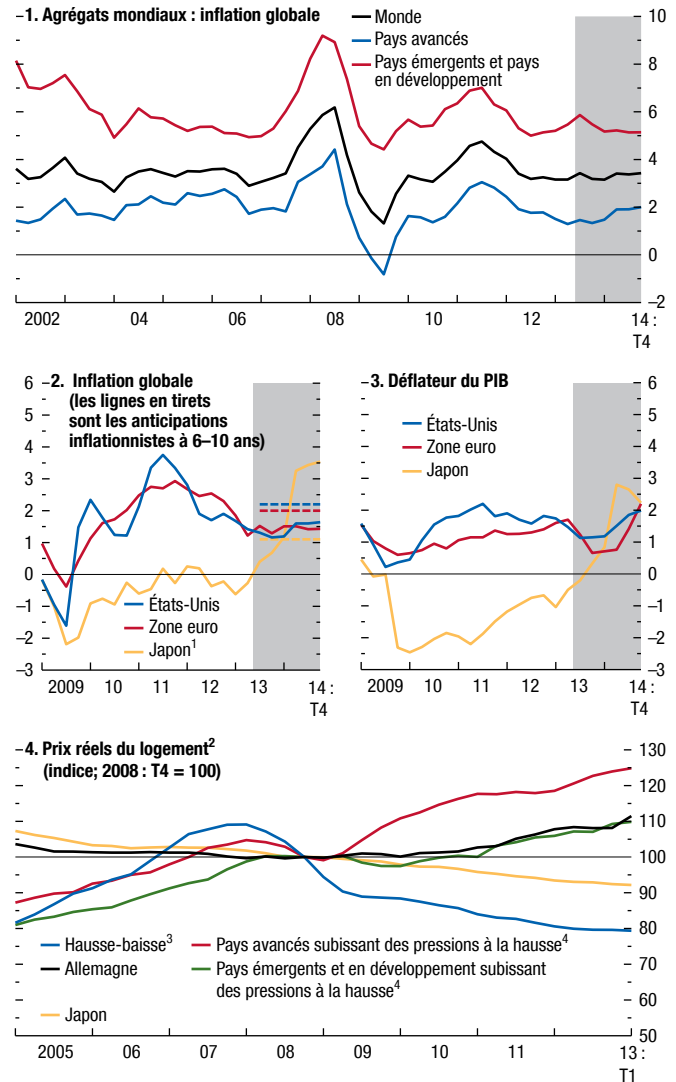 1. Agrégats mondiaux : inflation globale
Monde
Pays avancés
Pays émergents et pays
en développement
10
8
6
4
2
0
–2
2002 04 06 08 10 12 14 :
T4
2. Inflation globale
(les lignes en tirets
sont les anticipations
inflationnistes à 6–10 ans)
6
5
4
3
2
1
0
–1
–2
–3
États-Unis
Zone euro
Japon1
2009 10 11 12 13 14 :
T4
3. Déflateur du PIB
États-Unis
Zone euro
Japon
6
5
4
3
2
1
0
–1
–2
–3
2009 10 11 12 13 14 :
T4
4. Prix réels du logement2
(indice; 2008 : T4 = 100)
130
120
110
100
90
80
70
60
50
Hausse-baisse3
Allemagne
Japon
Pays avancés subissant des pressions à la hausse4
Pays émergents et en développement subissant
des pressions à la hausse4
2005 06 07 08 09 10 11 13 :
T1